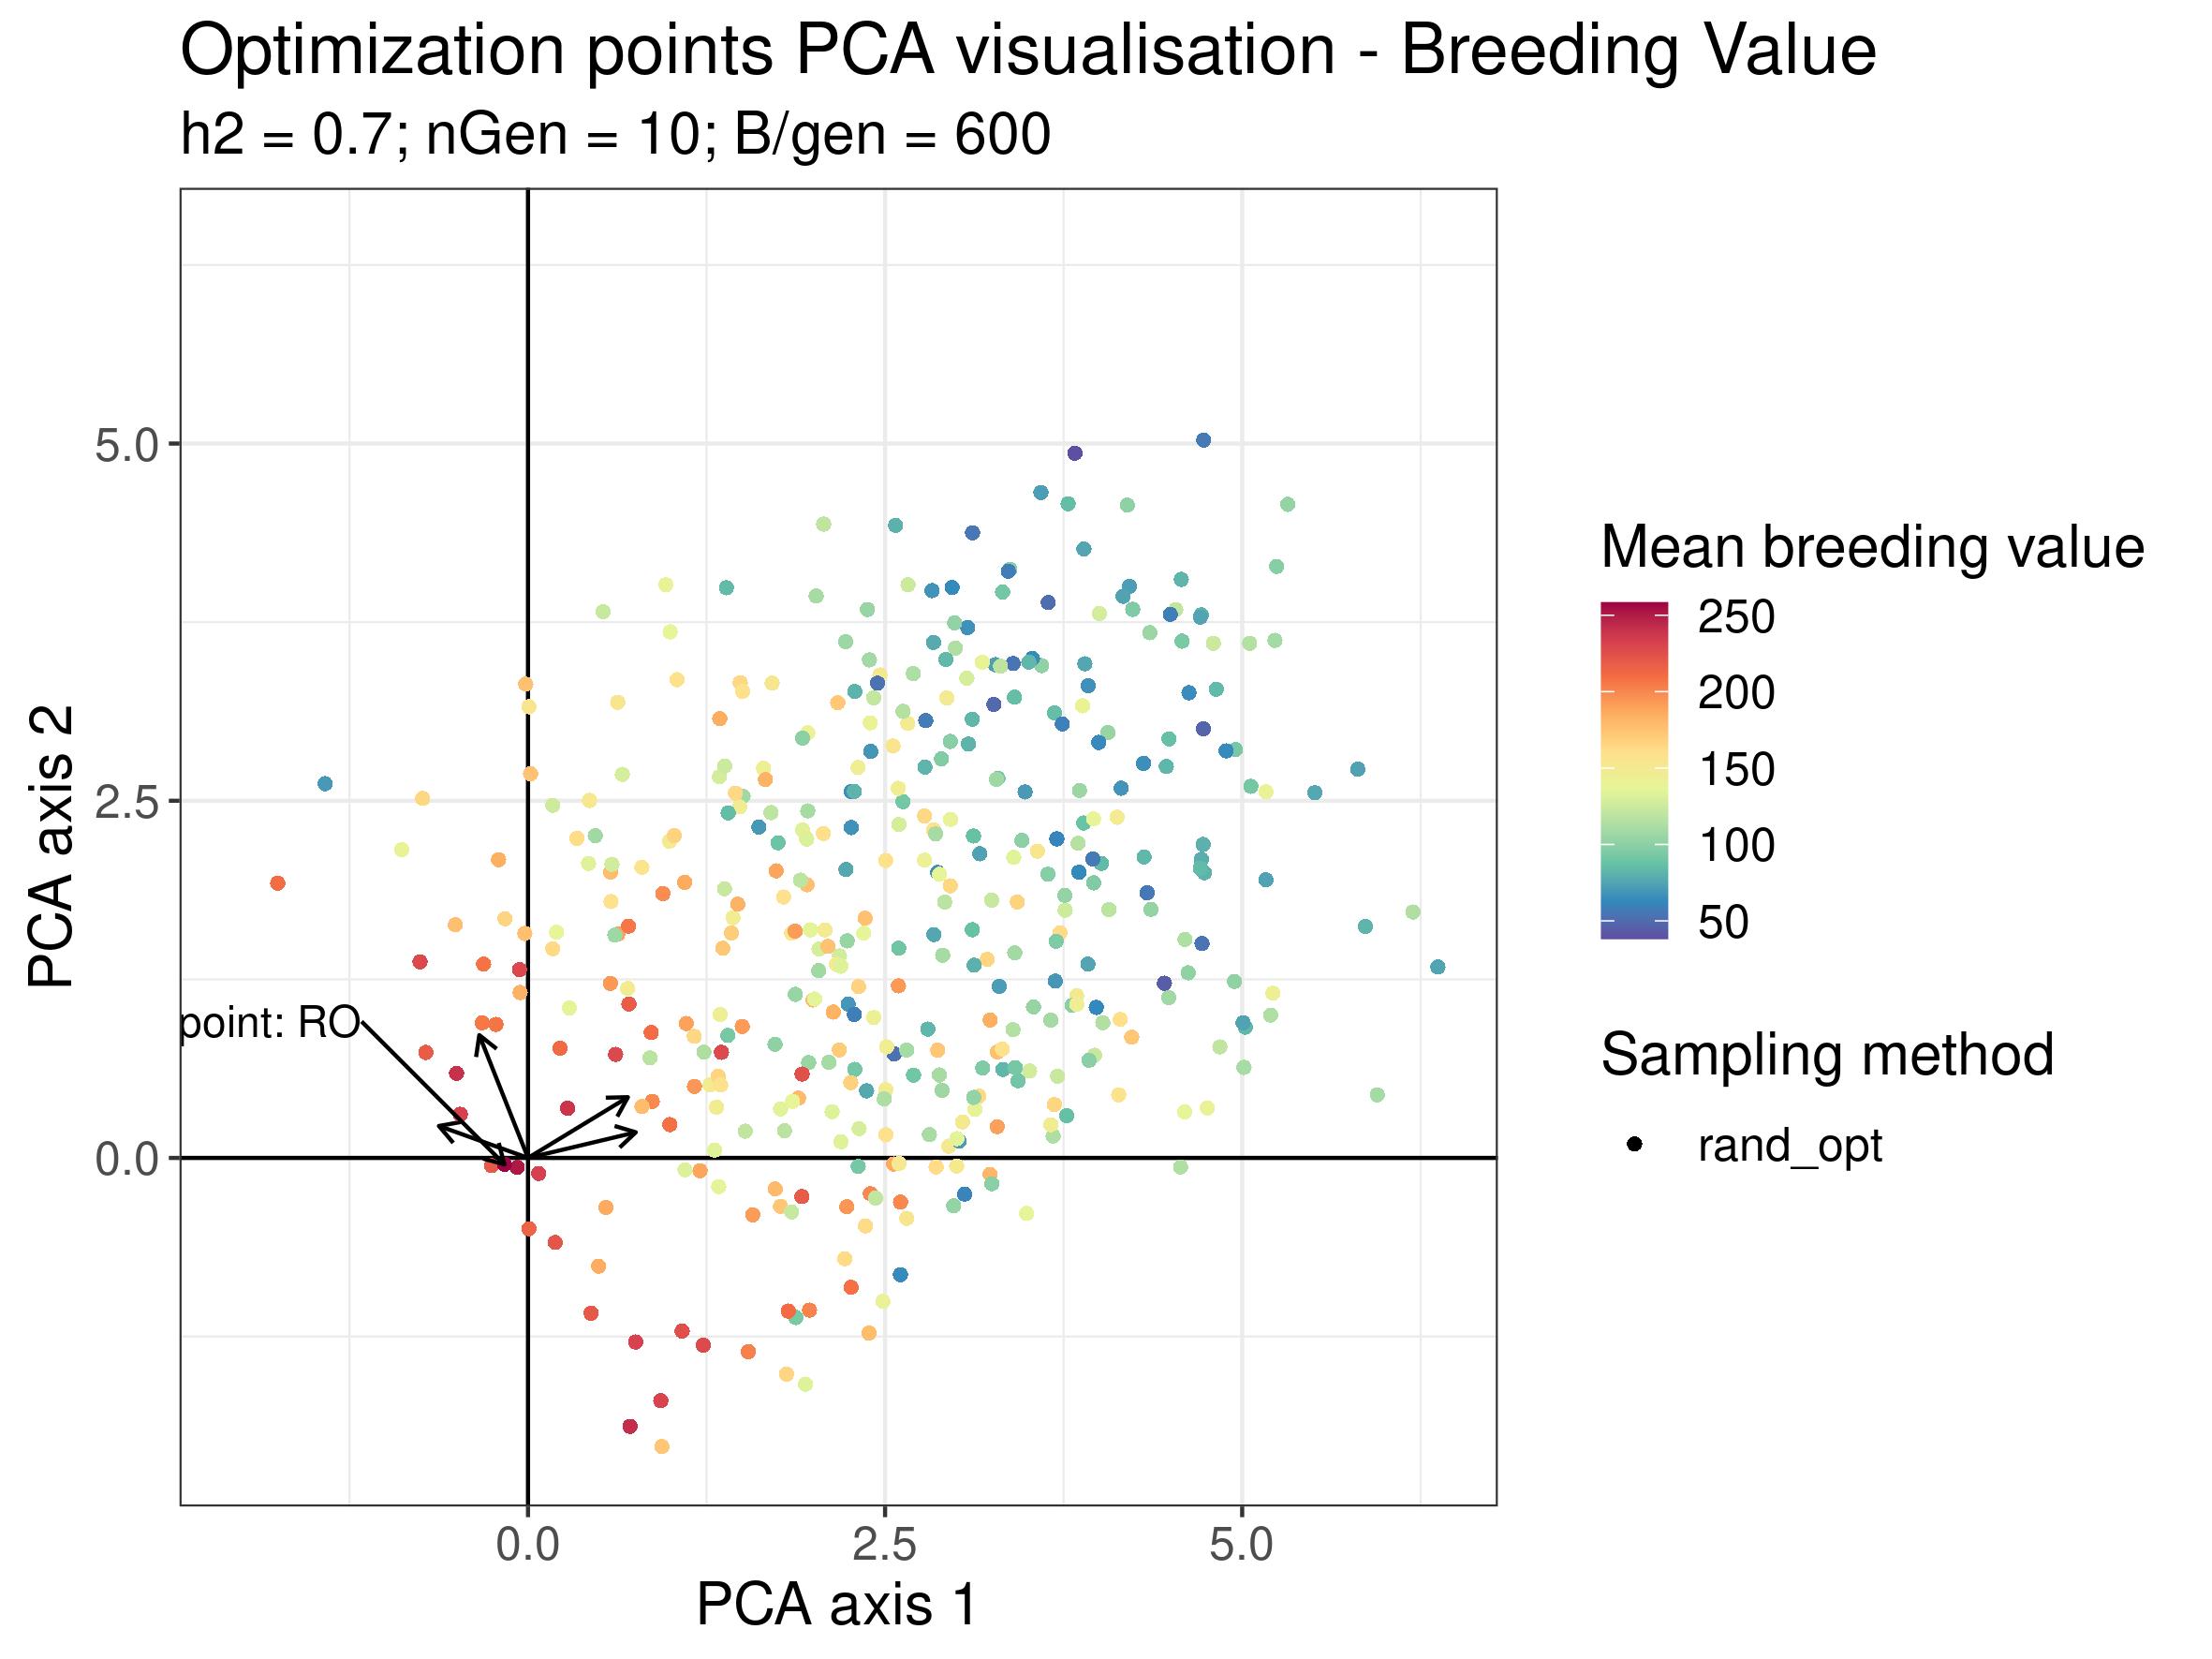 Optimization points PCA visualisation - Breeding Value
h2 = 0.7; nGen = 10; B/gen = 600
PCA axis 2
5.0
2.5
0.0
point: RO
0.0
2.5
5.0
PCA axis 1
Mean breeding value
250
200
150
100
50
Sampling method
rand_opt